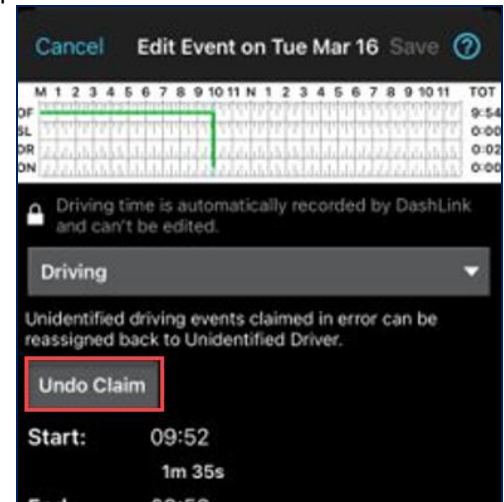 Cancel Edit Event on Tue Mar 16 Save ?
M 1 2 3 4 5 6 7 8 9 10 11 N 1 2 3 4 5 6 7 8 9 10 11 TOT
OF 9:54
SL 0:00
DR 0:02
ON 0:00
Driving time is automatically recorded by DashLink
and can't be edited.
Driving
Unidentified driving events claimed in error can be
reassigned back to Unidentified Driver.
Undo Claim
Start: 09:52
1m 35s